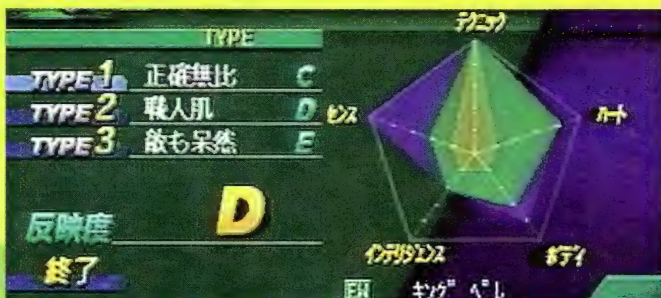 TYPE
TYPE 1 正確無比 C
TYPE 2 職人肌 D
TYPE 3 敵も呆然 E
反映度 D
終了
テクニック
センス
ハート
インテリジェンス
ボディ
FW キング ペレ